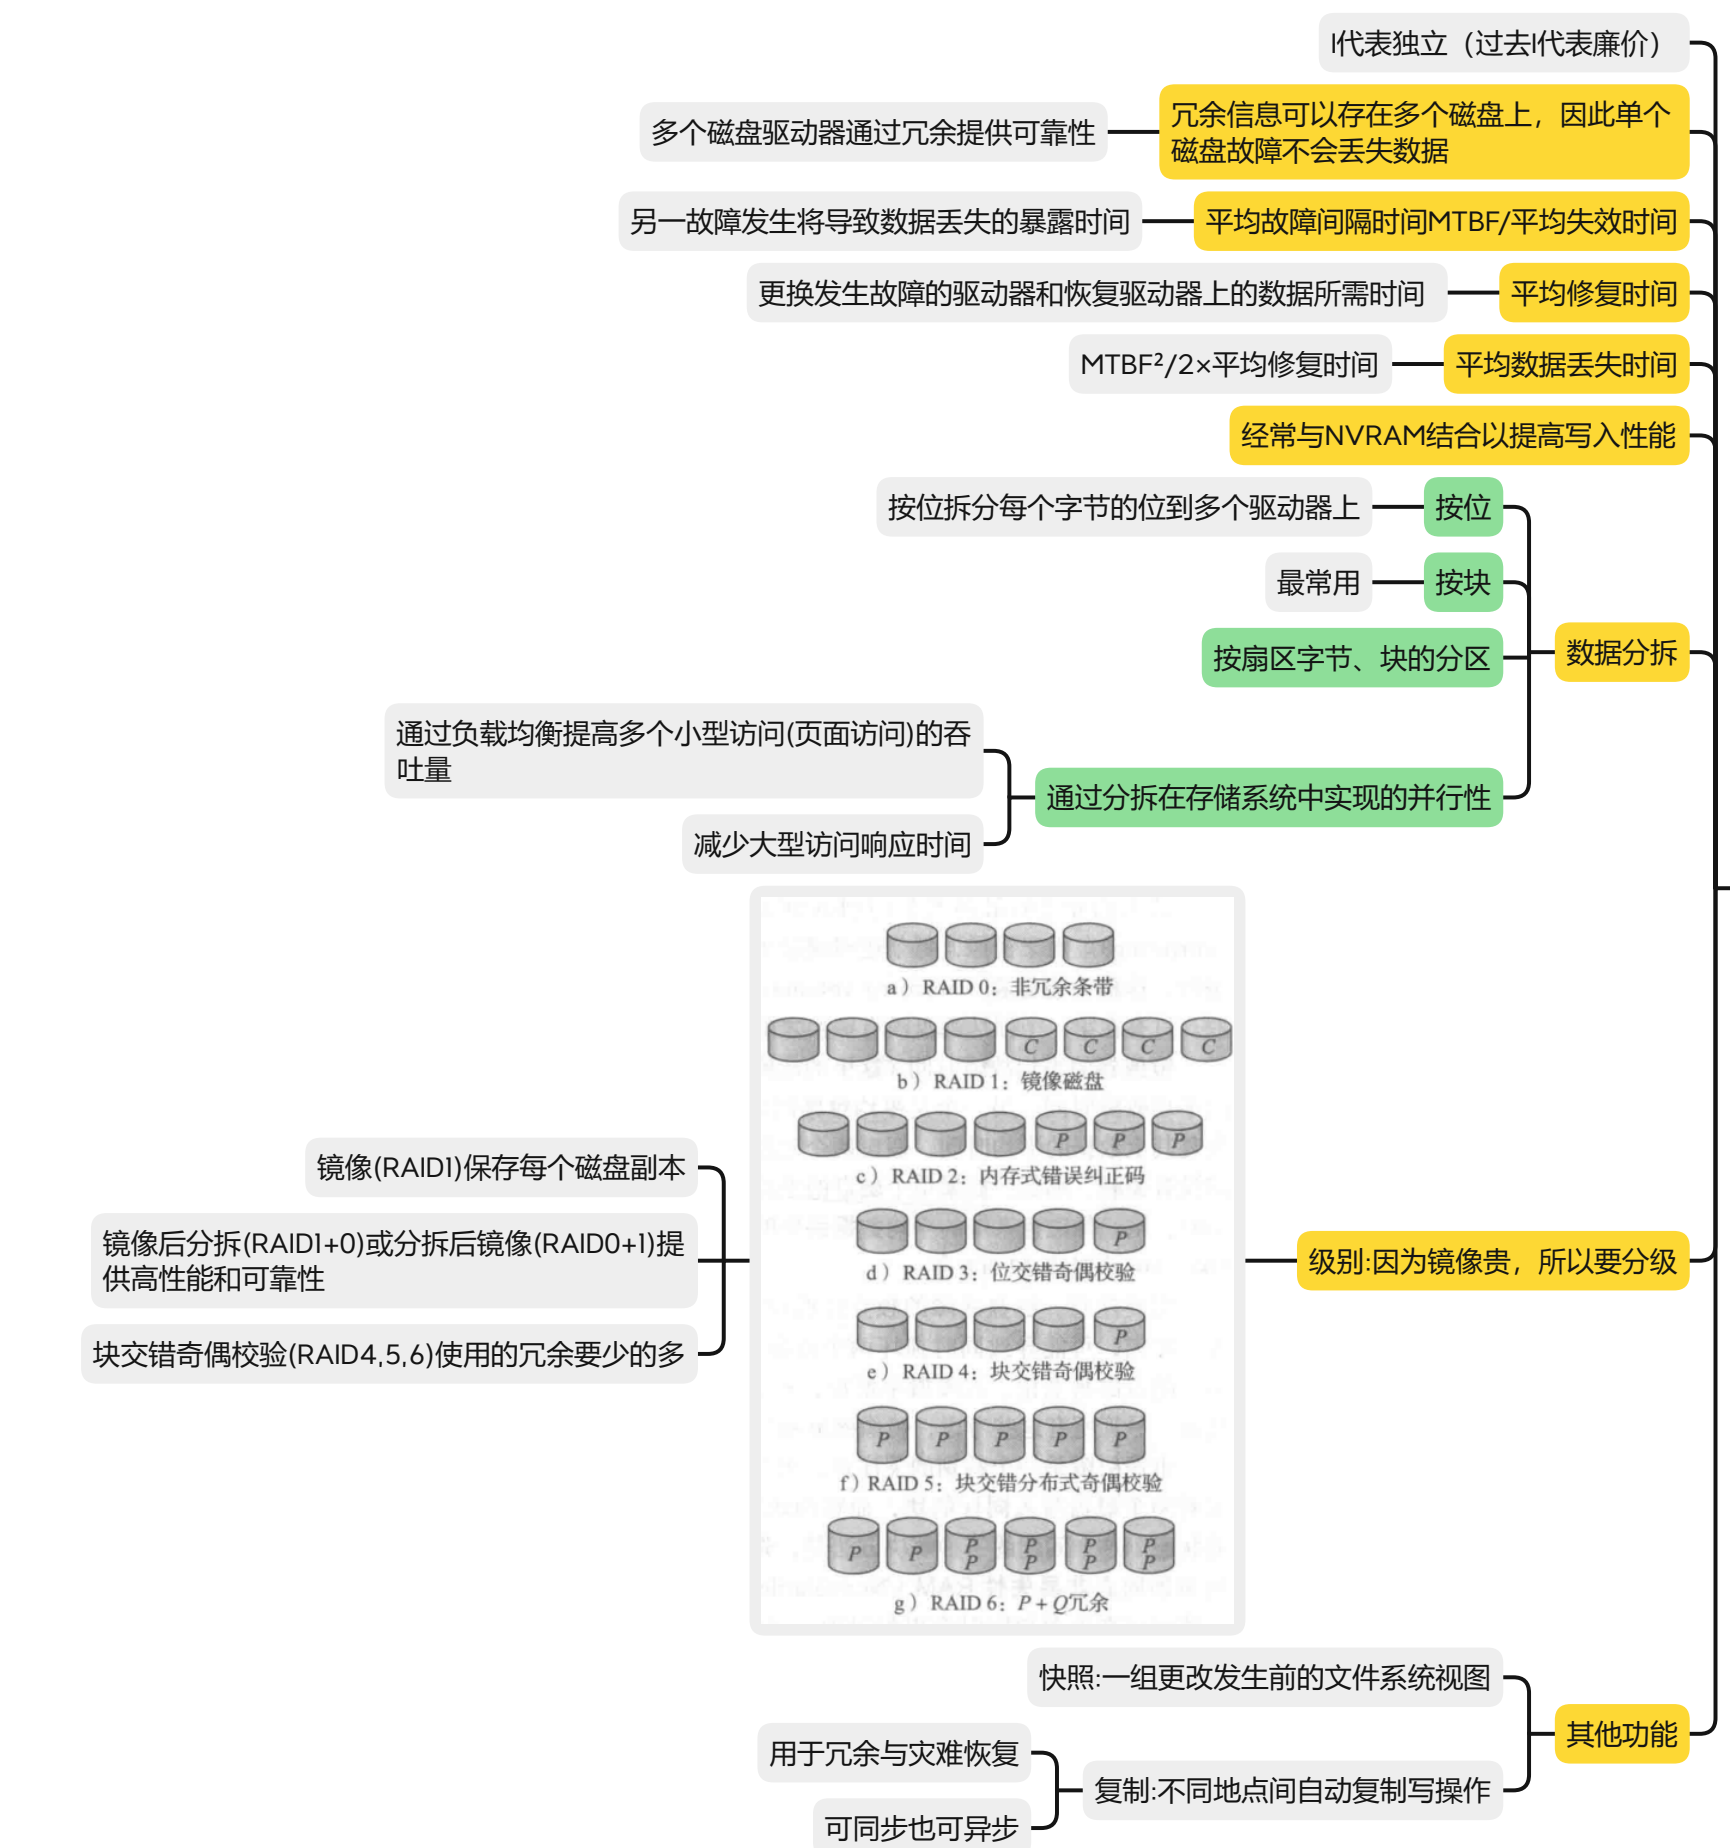 I代表独立（过去I代表廉价）
多个磁盘驱动器通过冗余提供可靠性
冗余信息可以存在多个磁盘上，因此单个
磁盘故障不会丢失数据
另一故障发生将导致数据丢失的暴露时间
平均故障间隔时间MTBF/平均失效时间
更换发生故障的驱动器和恢复驱动器上的数据所需时间
平均修复时间
MTBF²/2×平均修复时间
平均数据丢失时间
经常与NVRAM结合以提高写入性能
按位拆分每个字节的位到多个驱动器上
按位
最常用
按块
按扇区字节、块的分区
数据分拆
通过负载均衡提高多个小型访问(页面访问)的吞
吐量
通过分拆在存储系统中实现的并行性
减少大型访问响应时间
a） RAID 0：非冗余条带
C C C C
b） RAID 1：镜像磁盘
P P P
c） RAID 2：内存式错误纠正码
P
d） RAID 3：位交错奇偶校验
P
e） RAID 4：块交错奇偶校验
P P P P P
f）RAID 5：块交错分布式奇偶校验
P P P P P P
P P P P
g） RAID 6：P + Q冗余
镜像(RAID1)保存每个磁盘副本
镜像后分拆(RAID1+0)或分拆后镜像(RAID0+1)提
供高性能和可靠性
块交错奇偶校验(RAID4,5,6)使用的冗余要少的多
级别:因为镜像贵，所以要分级
快照:一组更改发生前的文件系统视图
其他功能
用于冗余与灾难恢复
复制:不同地点间自动复制写操作
可同步也可异步